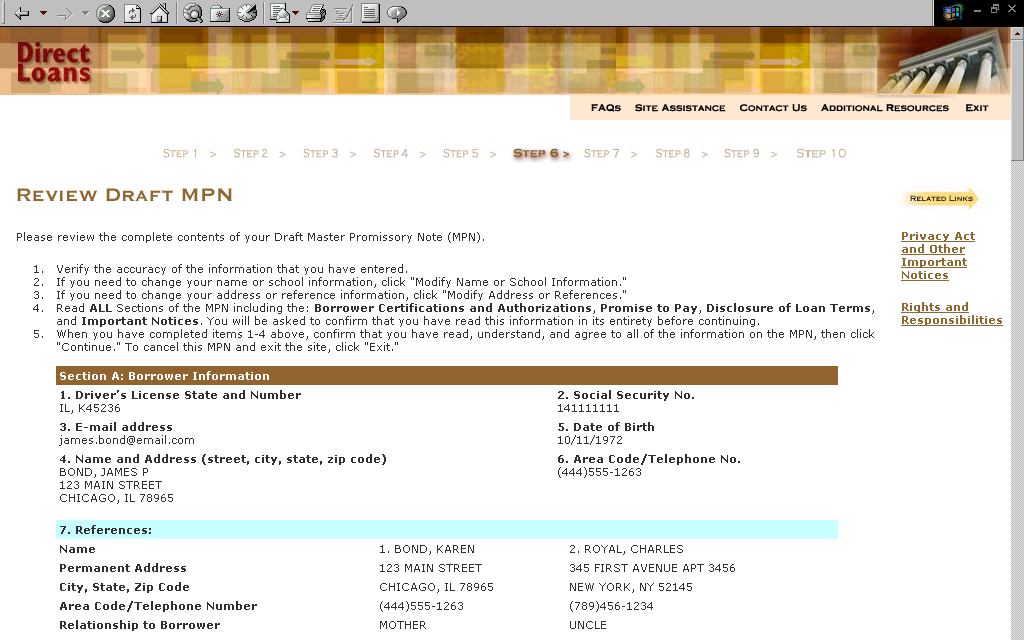 Direct
Loans
FAQs Site Assistance Contact Us Additional Resources Exit
Step 1 > Step 2 > Step 3 > Step 4 > Step 5 > Step 6 > Step 7 > Step 8 > Step 9 > Step 10
Review Draft MPN
Related Links
Please review the complete contents of your Draft Master Promissory Note (MPN).
1. Verify the accuracy of the information that you have entered.
2. If you need to change your name or school information, click "Modify Name or School Information."
3. If you need to change your address or reference information, click "Modify Address or References."
4. Read ALL Sections of the MPN including the: Borrower Certifications and Authorizations, Promise to Pay, Disclosure of Loan Terms,
and Important Notices. You will be asked to confirm that you have read this information in its entirety before continuing.
5. When you have completed items 1-4 above, confirm that you have read, understand, and agree to all of the information on the MPN, then click
"Continue." To cancel this MPN and exit the site, click "Exit."
Privacy Act
and Other
Important
Notices
Rights and
Responsibilities
Section A: Borrower Information
1. Driver's License State and Number 2. Social Security No.
IL, K45236 141111111
3. E-mail address 5. Date of Birth
james.bond@email.com 10/11/1972
4. Name and Address (street, city, state, zip code) 6. Area Code/Telephone No.
BOND, JAMES P (444)555-1263
123 MAIN STREET
CHICAGO, IL 78965
7. References:
Name 1. BOND, KAREN 2. ROYAL, CHARLES
Permanent Address 123 MAIN STREET 345 FIRST AVENUE APT 3456
City, State, Zip Code CHICAGO, IL 78965 NEW YORK, NY 52145
Area Code/Telephone Number (444)555-1263 (789)456-1234
Relationship to Borrower MOTHER UNCLE